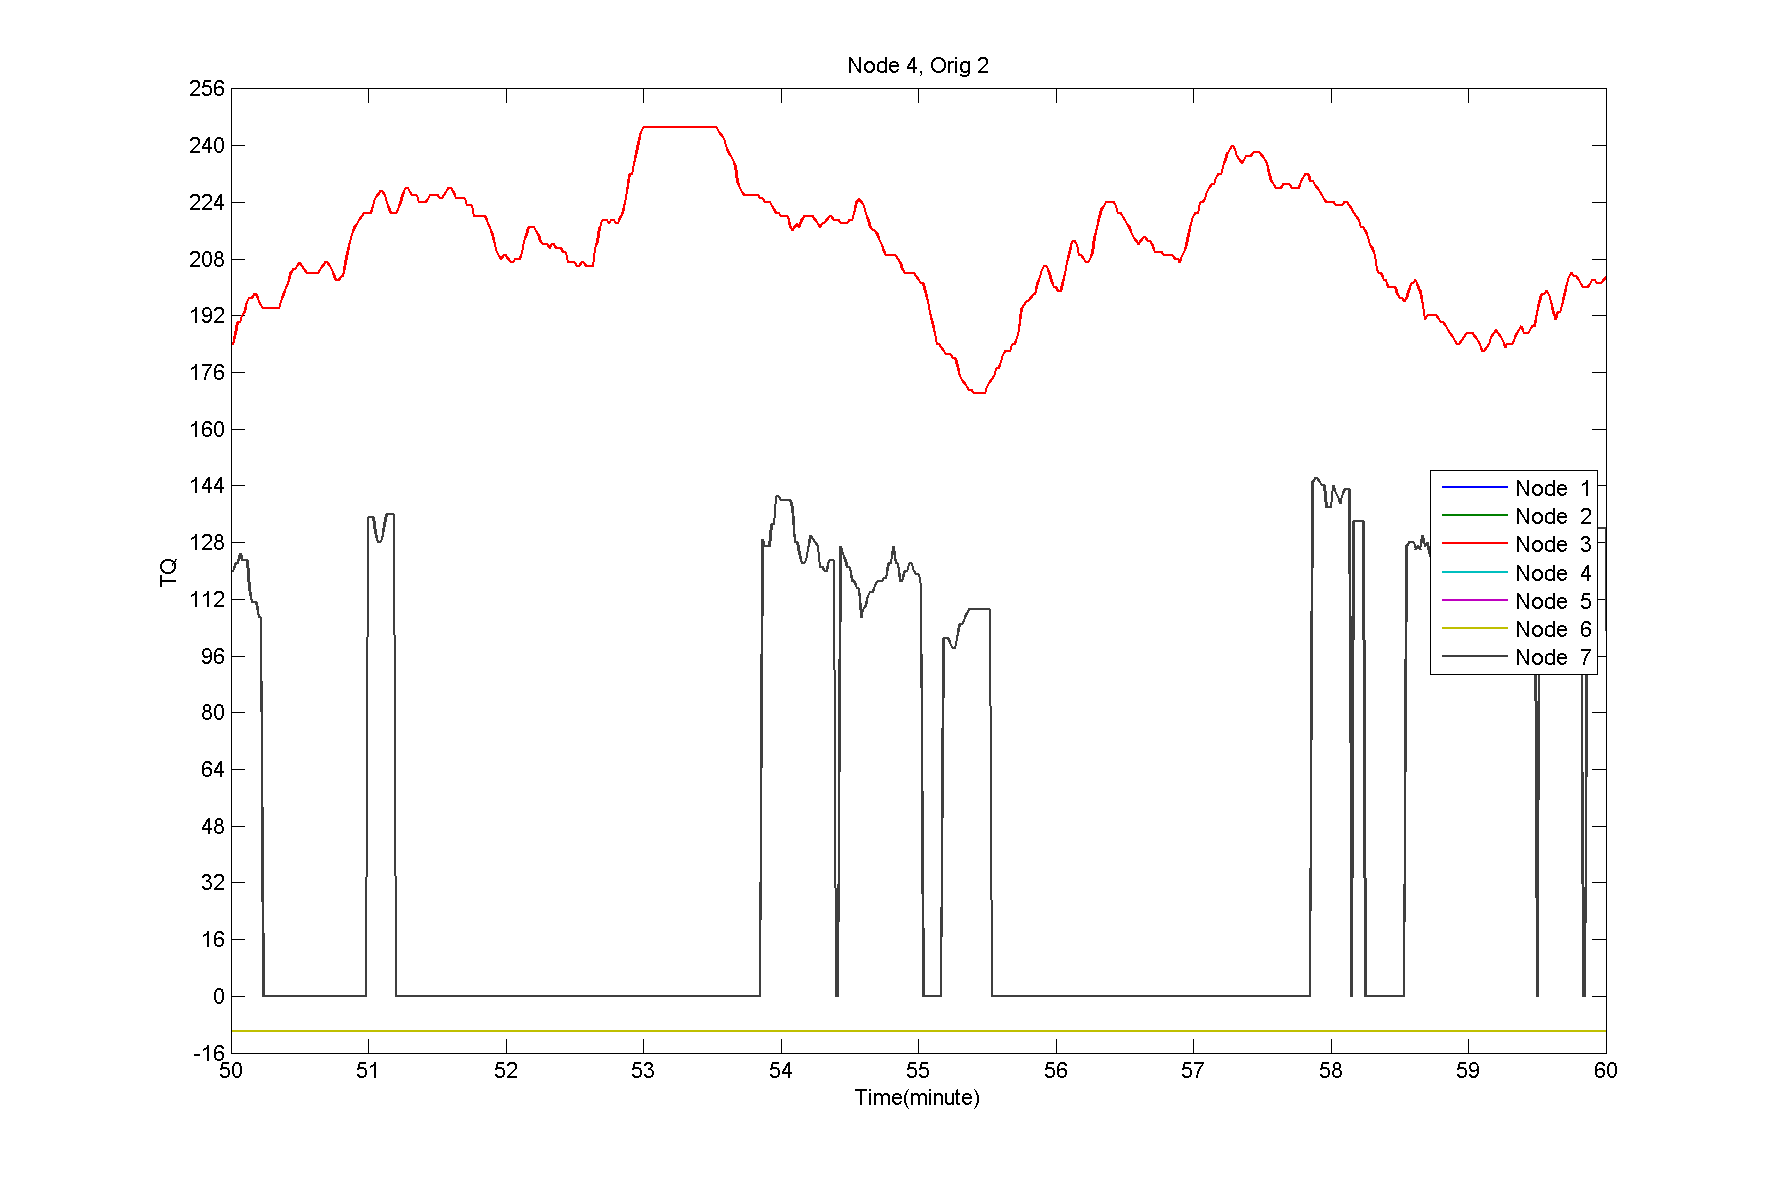 Node 4, Orig 2
256
240
224
208
192
176
160
144
128
112
96
80
64
48
32
16
0
-16
TQ
Node 1
Node 2
Node 3
Node 4
Node 5
Node 6
Node 7
50 51 52 53 54 55 56 57 58 59 60
Time(minute)